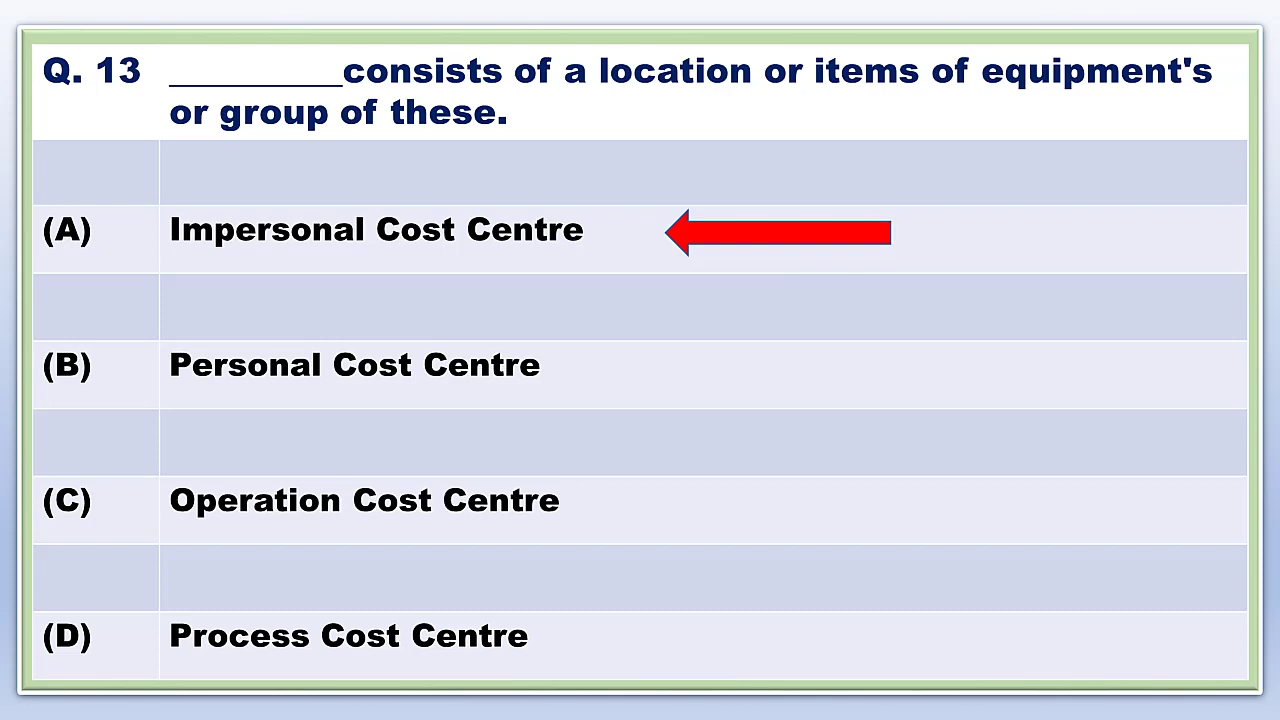 Q. 13 __________consists of a location or items of equipment's
or group of these.
(A) Impersonal Cost Centre
(B) Personal Cost Centre
(C) Operation Cost Centre
(D) Process Cost Centre